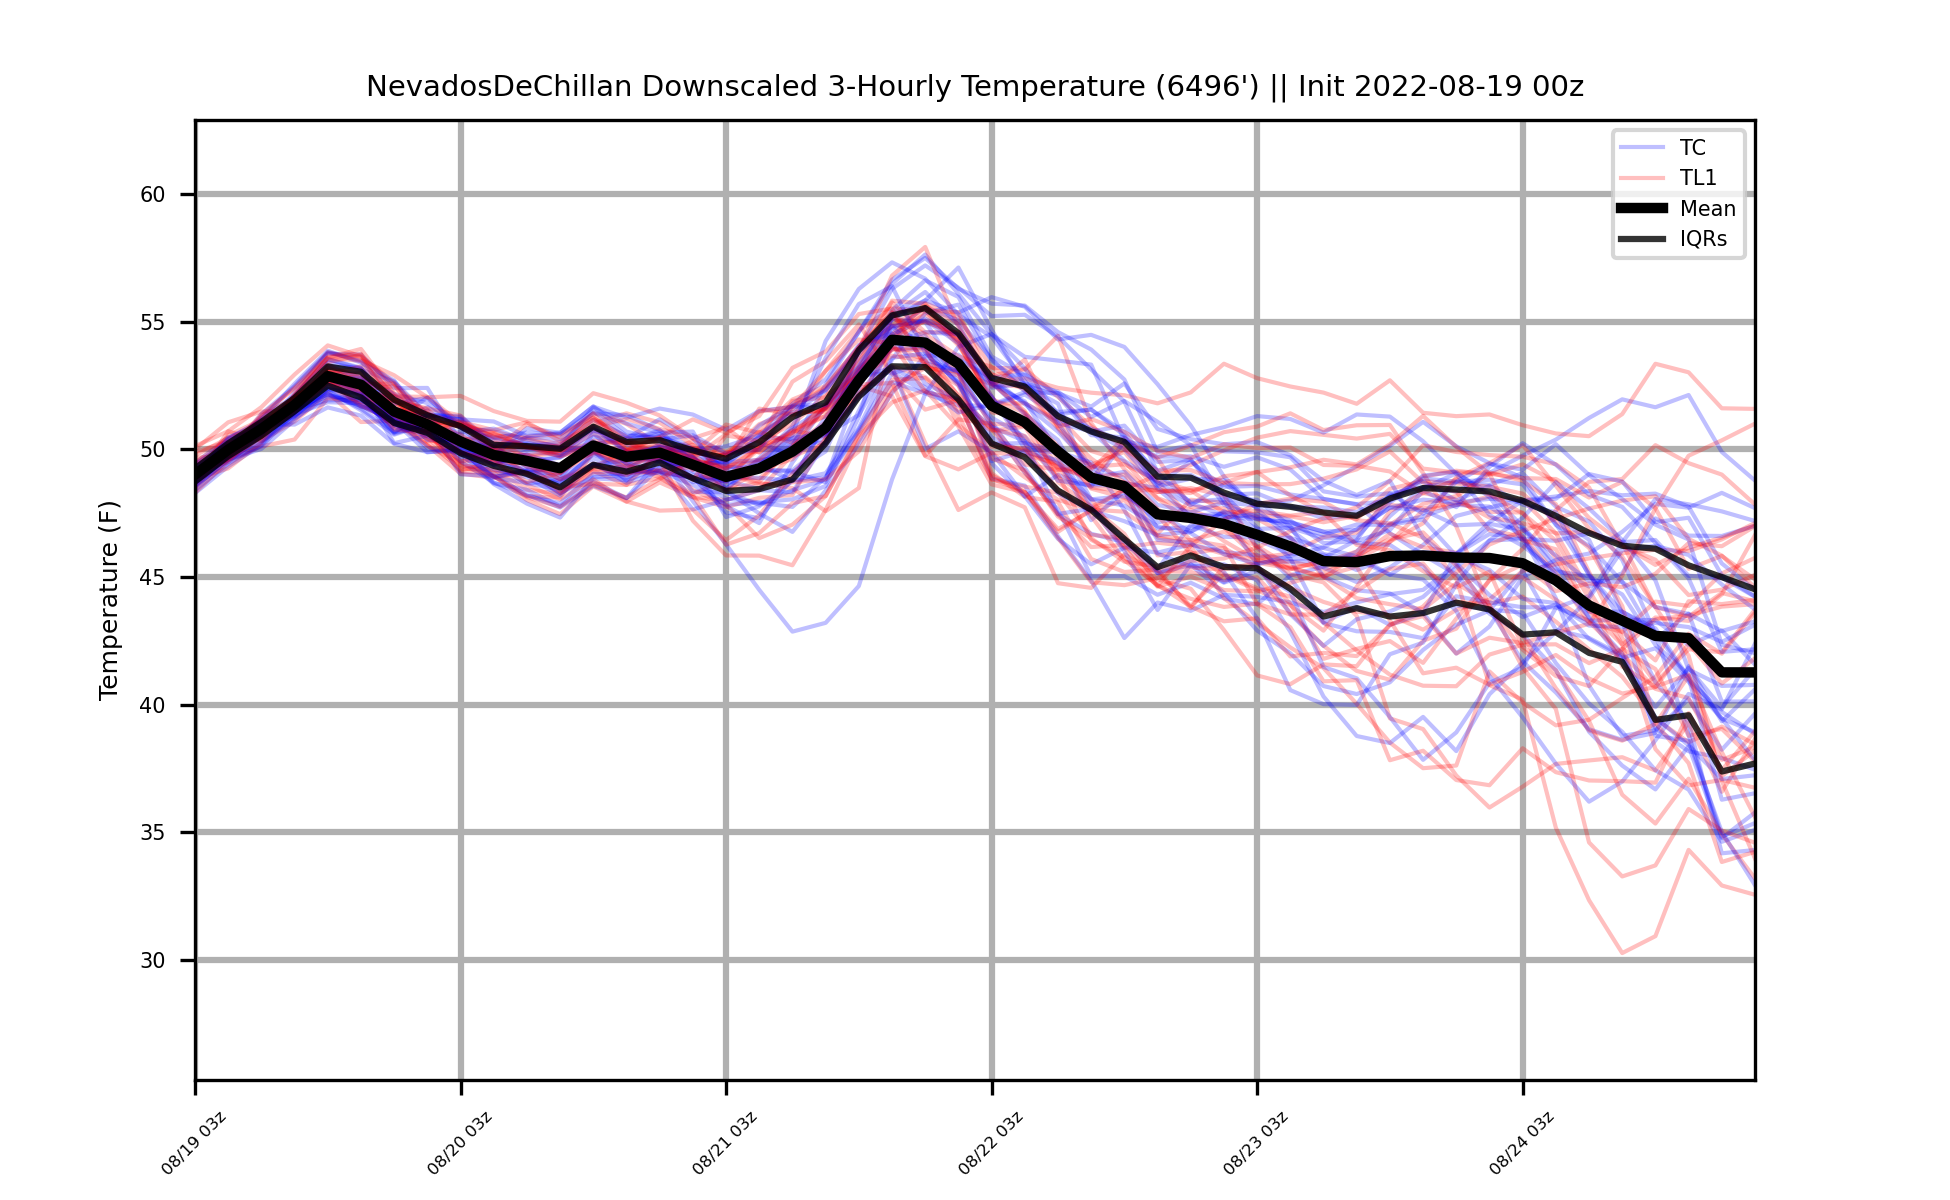 NevadosDeChillan Downscaled 3-Hourly Temperature (6496') || Init 2022-08-19 00z
TC
TL1
Mean
IQRs
Temperature (F)
60
55
50
45
40
35
30
08/19 03z
08/20 03z
08/21 03z
08/22 03z
08/23 03z
08/24 03z